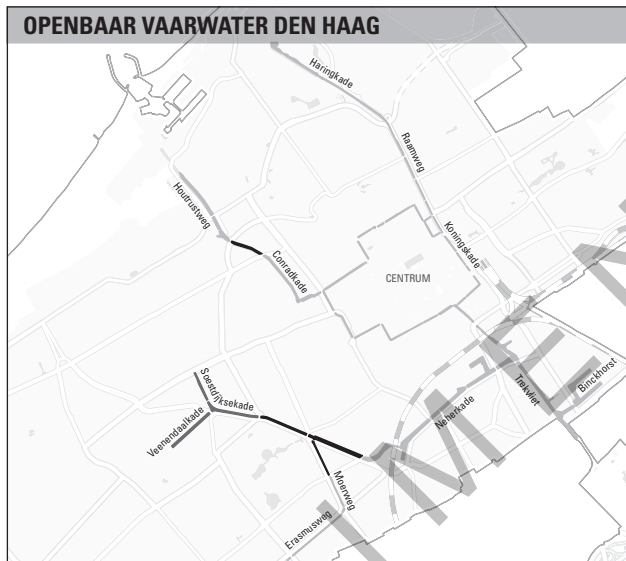 OPENBAAR VAARWATER DEN HAAG
Haringkade
Raamweg
Houtrustweg
Koningskade
Conradkade
CENTRUM
Soestdijksekade
Trekvliet
Binckhorst
Neherkade
Veenendaalkade
Moerweg
Erasmusweg